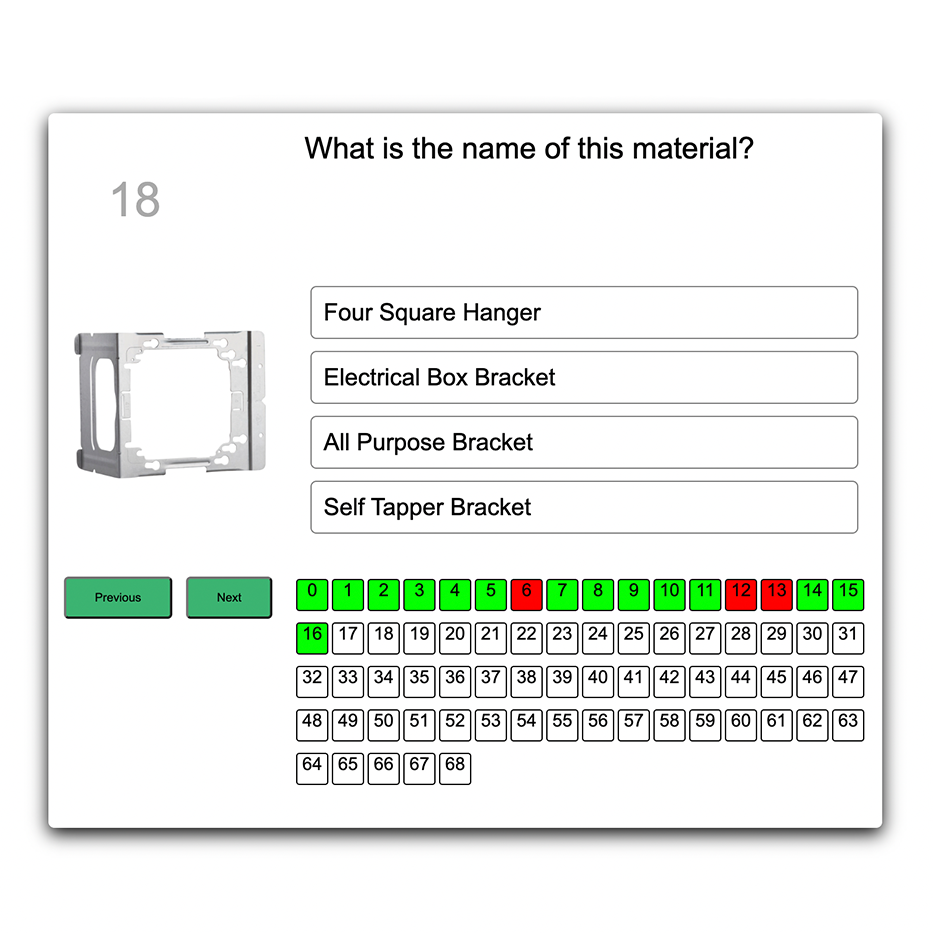 What is the name of this material?
18
Four Square Hanger
Electrical Box Bracket
All Purpose Bracket
Self Tapper Bracket
Previous Next
0 1 2 3 4 5 6 7 8 9 10 11 12 13 14 15
16 17 18 19 20 21 22 23 24 25 26 27 28 29 30 31
32 33 34 35 36 37 38 39 40 41 42 43 44 45 46 47
48 49 50 51 52 53 54 55 56 57 58 59 60 61 62 63
64 65 66 67 68